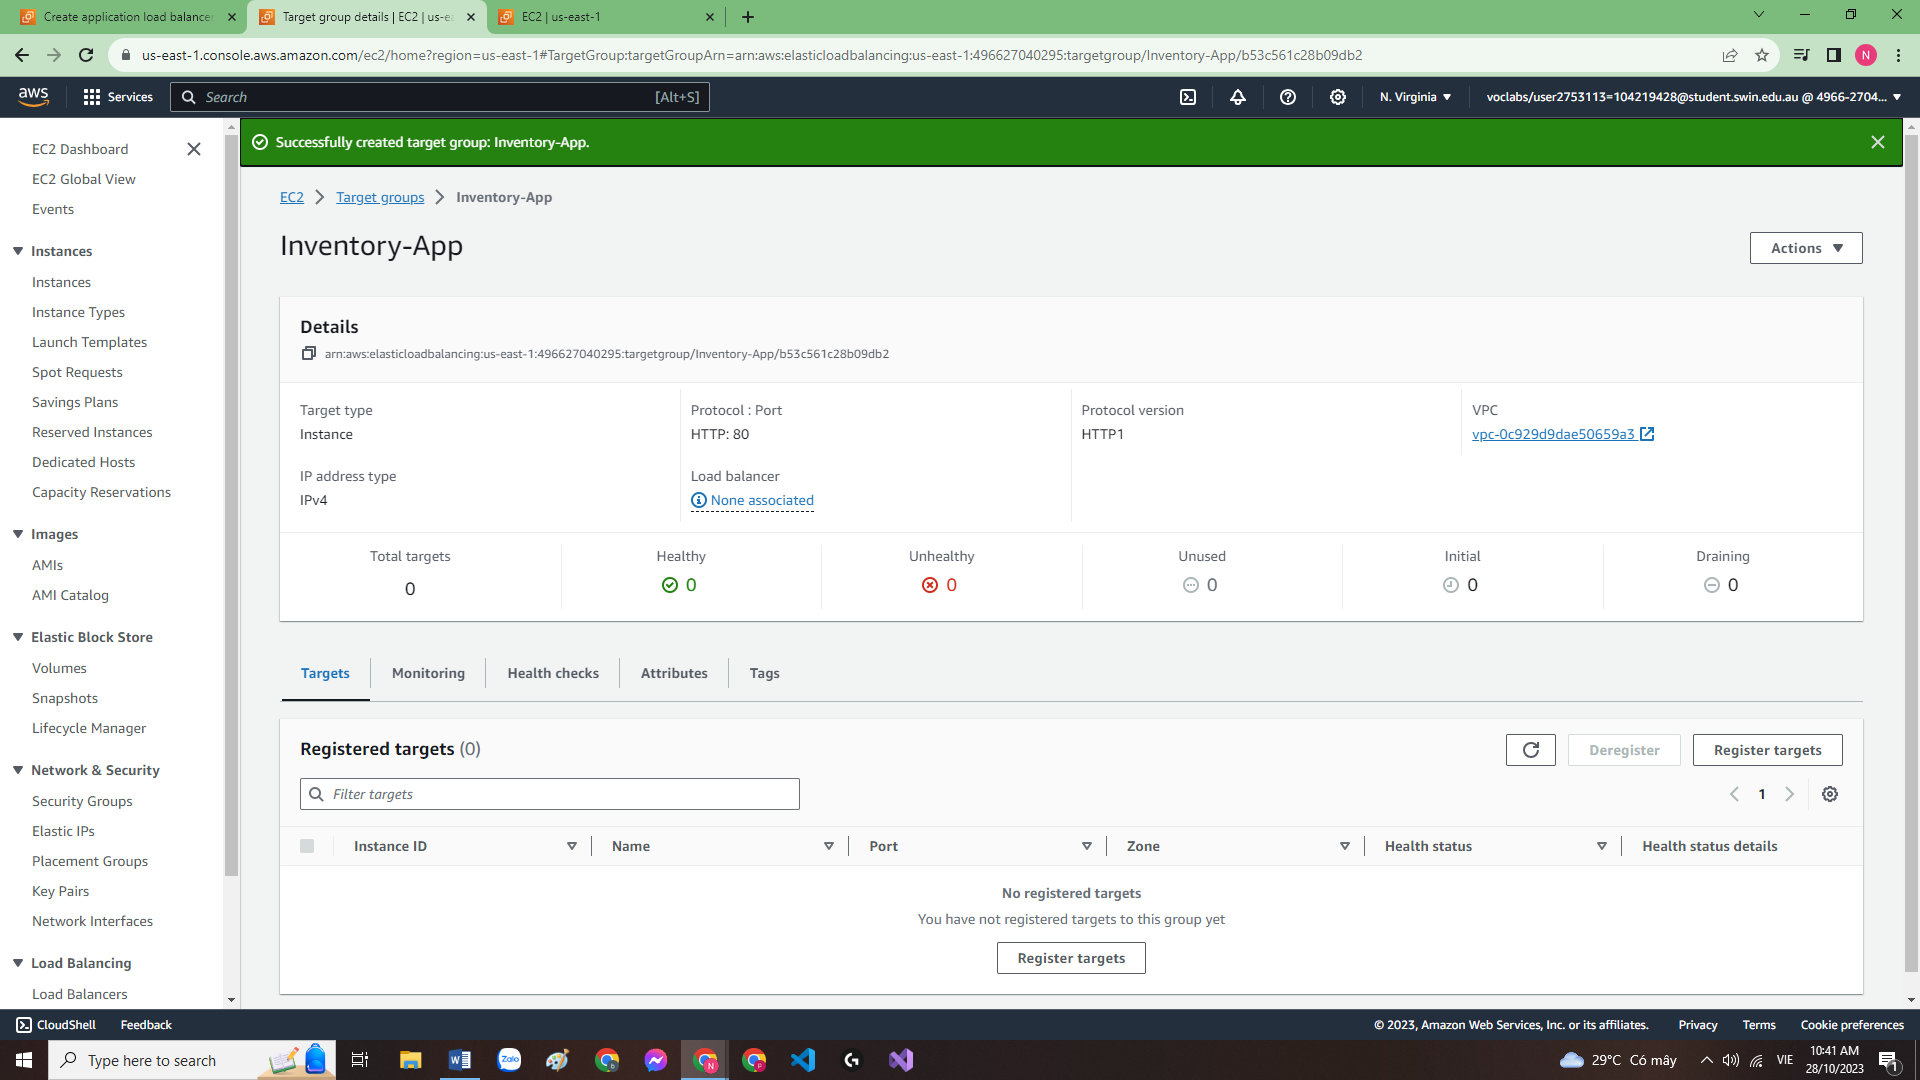 Create application load balancer
Target group details | EC2 | us-ea
EC2 | us-east-1
us-east-1.console.aws.amazon.com/ec2/home?region=us-east-1#TargetGroup:targetGroupArn=arn:aws:elasticloadbalancing:us-east-1:496627040295:targetgroup/Inventory-App/b53c561c28b09db2
N
aws
Services
Search
[Alt+S]
N. Virginia
voclabs/user2753113=104219428@student.swin.edu.au @ 4966-2704...
EC2 Dashboard
EC2 Global View
Events
Instances
Instances
Instance Types
Launch Templates
Spot Requests
Savings Plans
Reserved Instances
Dedicated Hosts
Capacity Reservations
Images
AMIs
AMI Catalog
Elastic Block Store
Volumes
Snapshots
Lifecycle Manager
Network & Security
Security Groups
Elastic IPs
Placement Groups
Key Pairs
Network Interfaces
Load Balancing
Load Balancers
Successfully created target group: Inventory-App.
EC2
Target groups
Inventory-App
Inventory-App
Actions
Details
arn:aws:elasticloadbalancing:us-east-1:496627040295:targetgroup/Inventory-App/b53c561c28b09db2
Target type
Instance
Protocol : Port
HTTP: 80
Protocol version
HTTP1
VPC
vpc-0c929d9dae50659a3
IP address type
IPv4
Load balancer
None associated
Total targets
0
Healthy
0
Unhealthy
0
Unused
0
Initial
0
Draining
0
Targets
Monitoring
Health checks
Attributes
Tags
Registered targets (0)
Deregister
Register targets
Filter targets
1
Instance ID
Name
Port
Zone
Health status
Health status details
No registered targets
You have not registered targets to this group yet
Register targets
CloudShell
Feedback
© 2023, Amazon Web Services, Inc. or its affiliates.
Privacy
Terms
Cookie preferences
Type here to search
Zalo
29°C Có mây
VIE
10:41 AM
28/10/2023
1